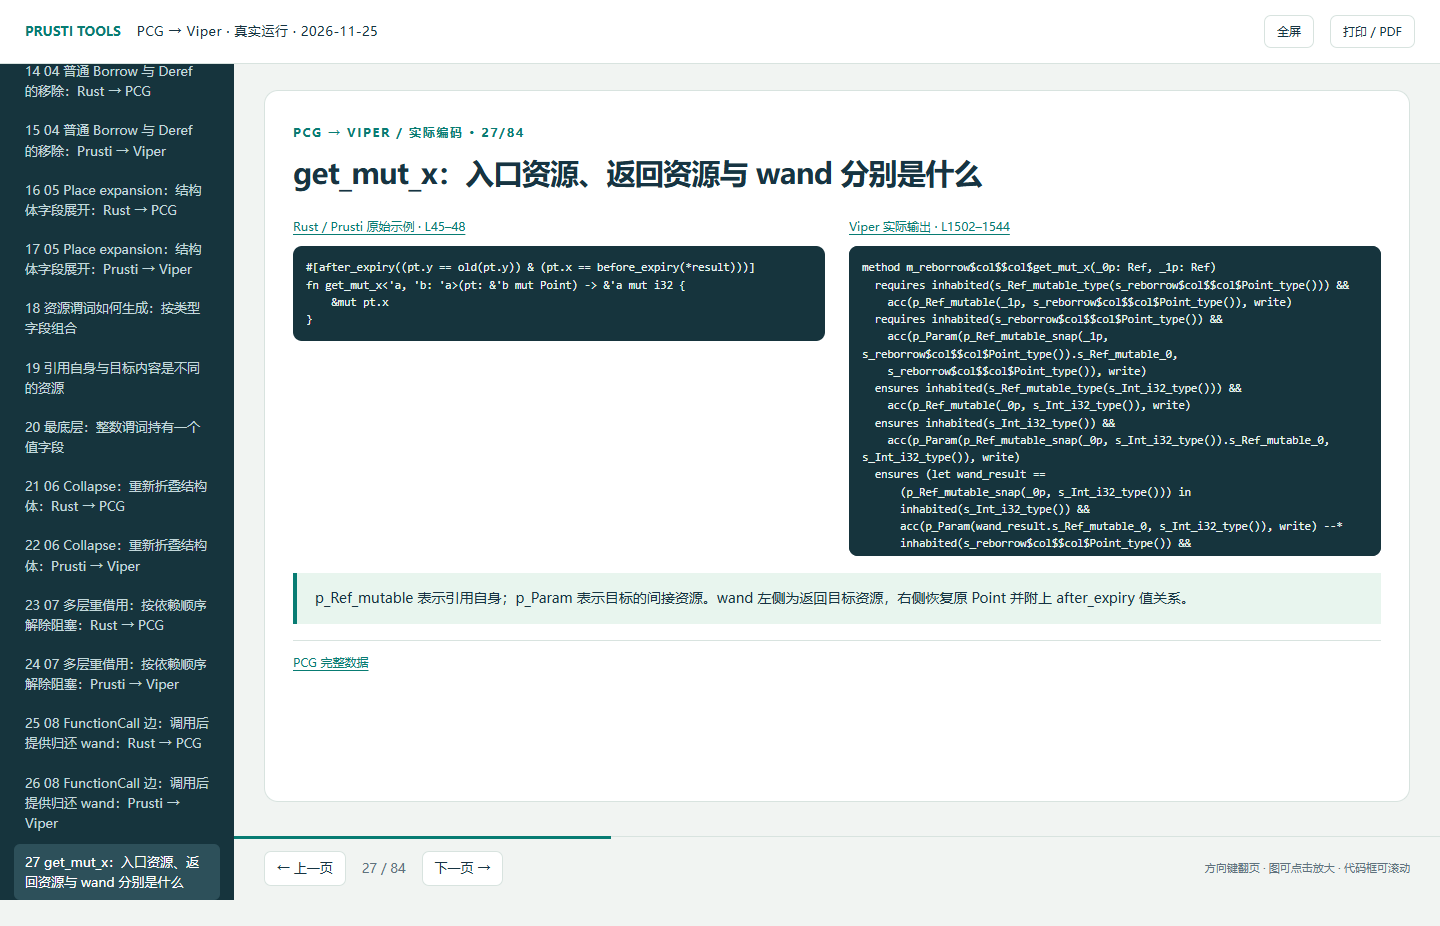 PRUSTI TOOLS PCG → Viper · 真实运行 · 2026-11-25
全屏
打印 / PDF
14 04 普通 Borrow 与 Deref
的移除：Rust → PCG
15 04 普通 Borrow 与 Deref
的移除：Prusti → Viper
16 05 Place expansion：结构
体字段展开：Rust → PCG
17 05 Place expansion：结构
体字段展开：Prusti → Viper
18 资源谓词如何生成：按类型
字段组合
19 引用自身与目标内容是不同
的资源
20 最底层：整数谓词持有一个
值字段
21 06 Collapse：重新折叠结构
体：Rust → PCG
22 06 Collapse：重新折叠结构
体：Prusti → Viper
23 07 多层重借用：按依赖顺序
解除阻塞：Rust → PCG
24 07 多层重借用：按依赖顺序
解除阻塞：Prusti → Viper
25 08 FunctionCall 边：调用后
提供归还 wand：Rust → PCG
26 08 FunctionCall 边：调用后
提供归还 wand：Prusti →
Viper
27 get_mut_x：入口资源、返
回资源与 wand 分别是什么
PCG → VIPER / 实际编码 • 27/84
get_mut_x：入口资源、返回资源与 wand 分别是什么
Rust / Prusti 原始示例 · L45–48
#[after_expiry((pt.y == old(pt.y)) & (pt.x == before_expiry(*result)))]
fn get_mut_x<'a, 'b: 'a>(pt: &'b mut Point) -> &'a mut i32 {
    &mut pt.x
}
Viper 实际输出 · L1502–1544
method m_reborrow$col$$col$get_mut_x(_0p: Ref, _1p: Ref)
  requires inhabited(s_Ref_mutable_type(s_reborrow$col$$col$Point_type())) &&
    acc(p_Ref_mutable(_1p, s_reborrow$col$$col$Point_type()), write)
  requires inhabited(s_reborrow$col$$col$Point_type()) &&
    acc(p_Param(p_Ref_mutable_snap(_1p,
s_reborrow$col$$col$Point_type()).s_Ref_mutable_0,
    s_reborrow$col$$col$Point_type()), write)
  ensures inhabited(s_Ref_mutable_type(s_Int_i32_type())) &&
    acc(p_Ref_mutable(_0p, s_Int_i32_type()), write)
  ensures inhabited(s_Int_i32_type()) &&
    acc(p_Param(p_Ref_mutable_snap(_0p, s_Int_i32_type()).s_Ref_mutable_0,
s_Int_i32_type()), write)
  ensures (let wand_result ==
      (p_Ref_mutable_snap(_0p, s_Int_i32_type())) in
      inhabited(s_Int_i32_type()) &&
      acc(p_Param(wand_result.s_Ref_mutable_0, s_Int_i32_type()), write) --*
      inhabited(s_reborrow$col$$col$Point_type()) &&
p_Ref_mutable 表示引用自身；p_Param 表示目标的间接资源。wand 左侧为返回目标资源，右侧恢复原 Point 并附上 after_expiry 值关系。
PCG 完整数据
← 上一页
27 / 84
下一页 →
方向键翻页 · 图可点击放大 · 代码框可滚动